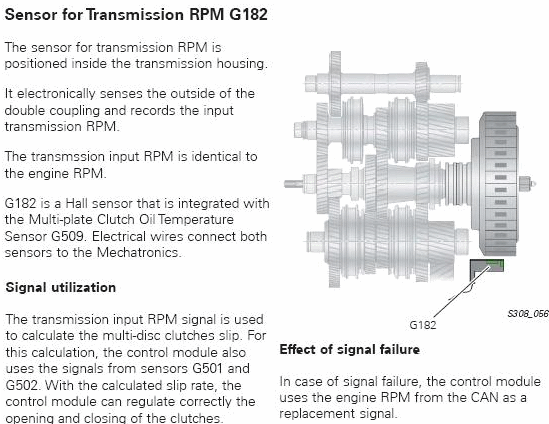 Sensor for Transmission RPM G182
The sensor for transmission RPM is
positioned inside the transmission housing.
It electronically senses the outside of the
double coupling and records the input
transmission RPM.
The transmssion input RPM is identical to
the engine RPM.
G182 is a Hall sensor that is integrated with
the Multi-plate Clutch Oil Temperature
Sensor G509. Electrical wires connect both
sensors to the Mechatronics.
Signal utilization
The transmission input RPM signal is used
to calculate the multi-disc clutches slip. For
this calculation, the control module also
uses the signals from sensors G501 and
G502. With the calculated slip rate, the
control module can regulate correctly the
opening and closing of the clutches.
G182
S308_056
Effect of signal failure
In case of signal failure, the control module
uses the engine RPM from the CAN as a
replacement signal.